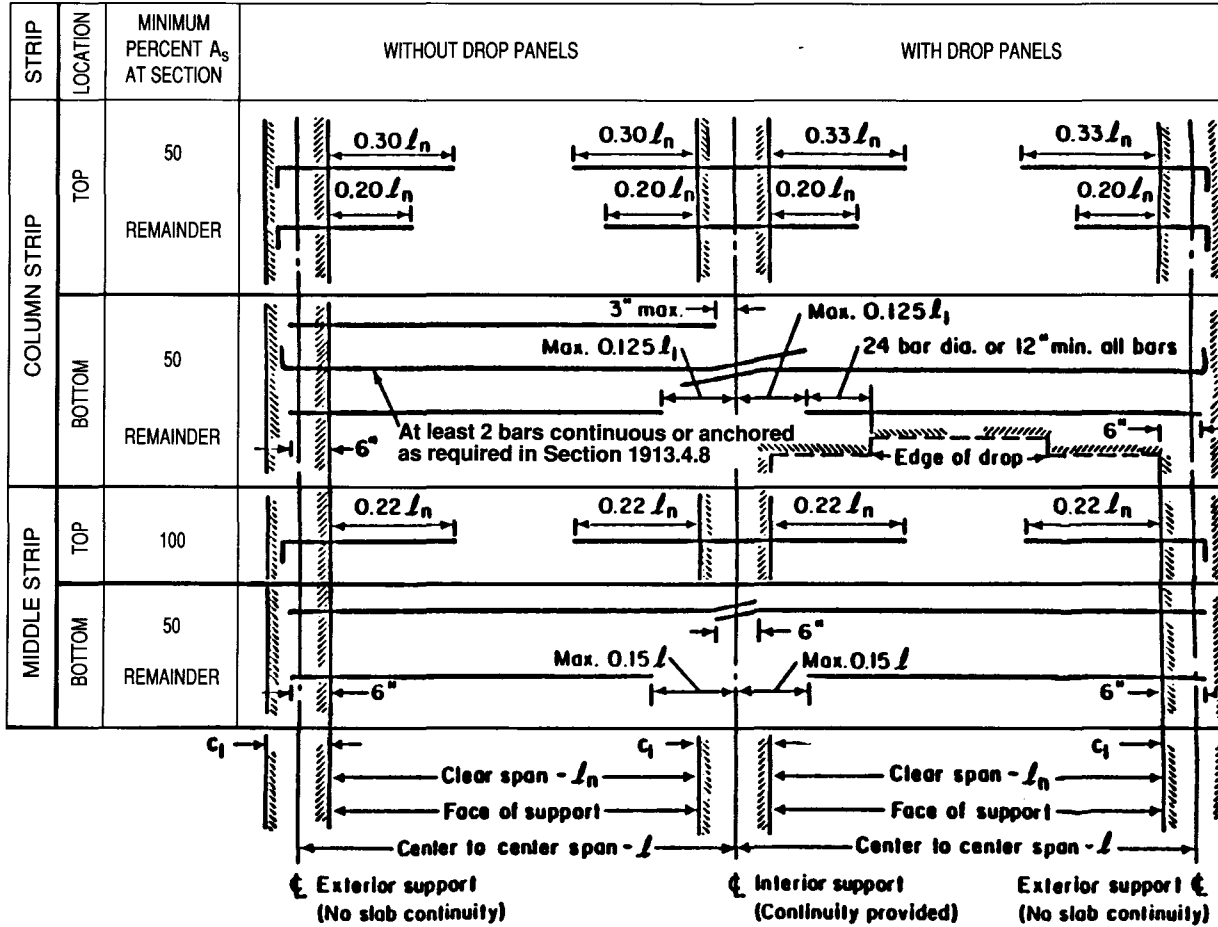 STRIP
LOCATION
MINIMUM
PERCENT As
AT SECTION
WITHOUT DROP PANELS
WITH DROP PANELS
COLUMN STRIP
TOP
50
0.30 ℓn
0.30 ℓn
0.33 ℓn
0.33 ℓn
REMAINDER
0.20 ℓn
0.20 ℓn
0.20 ℓn
0.20 ℓn
BOTTOM
50
3" max.
Max. 0.125 ℓ1
Max. 0.125 ℓ1
24 bar dia. or 12" min. all bars
REMAINDER
6"
At least 2 bars continuous or anchored
as required in Section 1913.4.8
Edge of drop
6"
MIDDLE STRIP
TOP
100
0.22 ℓn
0.22 ℓn
0.22 ℓn
0.22 ℓn
BOTTOM
50
6"
REMAINDER
Max. 0.15 ℓ
Max. 0.15 ℓ
6"
6"
c1
c1
c1
Clear span - ℓn
Clear span - ℓn
Face of support
Face of support
Center to center span - ℓ
Center to center span - ℓ
℄ Exterior support
(No slab continuity)
℄ Interior support
(Continuity provided)
Exterior support ℄
(No slab continuity)